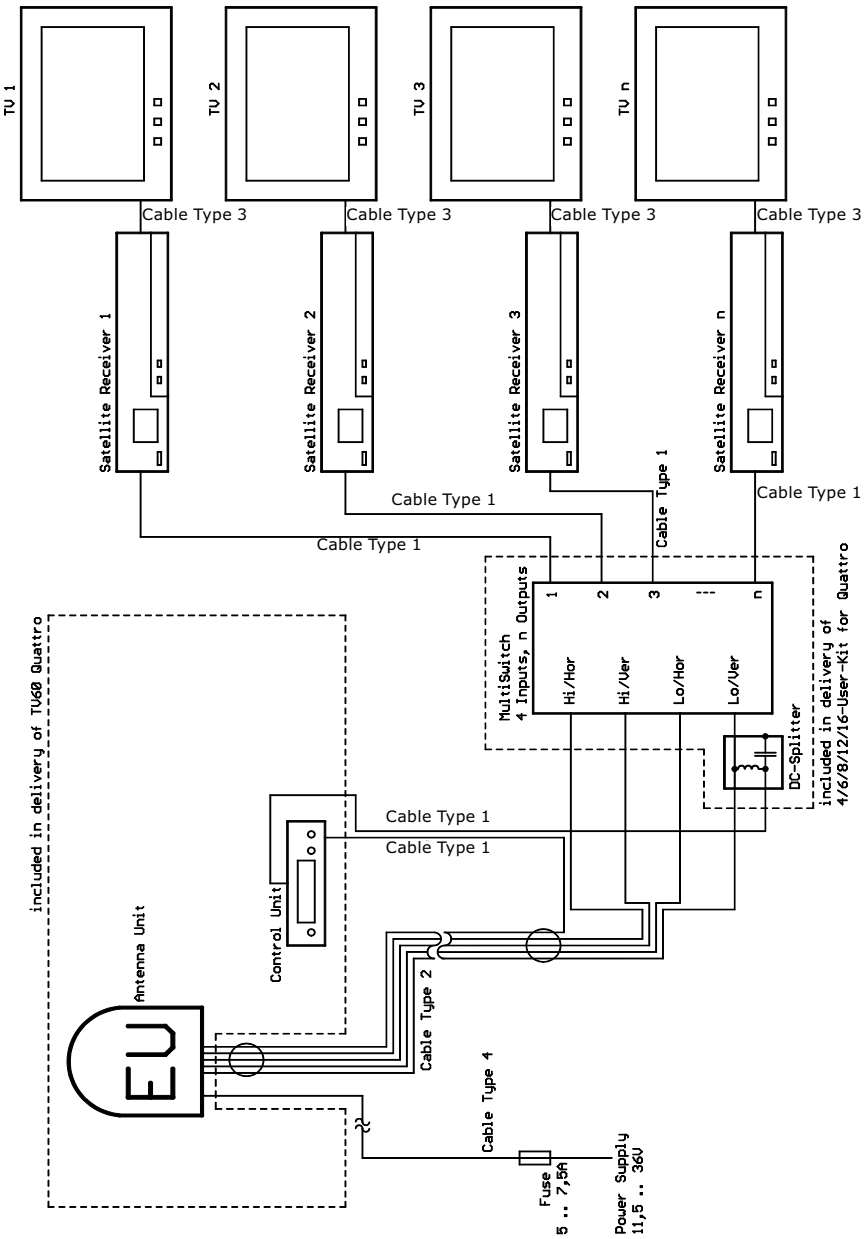 TV 1
TV 2
TV 3
TV n
Cable Type 3
Cable Type 3
Cable Type 3
Cable Type 3
Satellite Receiver 1
Satellite Receiver 2
Satellite Receiver 3
Satellite Receiver n
Cable Type 1
Cable Type 1
Cable Type 1
Cable Type 1
MultiSwitch
4 Inputs, n Outputs
1
2
3
---
n
Hi/Hor
Hi/Ver
Lo/Hor
Lo/Ver
DC-Splitter
included in delivery of
4/6/8/12/16-User-Kit for Quattro
included in delivery of TV60 Quattro
Cable Type 1
Cable Type 1
Control Unit
Antenna Unit
EU
Cable Type 2
Cable Type 4
Fuse
5 .. 7,5A
Power Supply
11,5 .. 36V